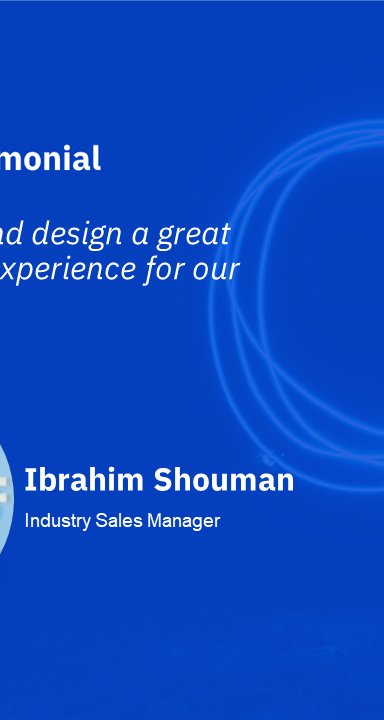 monial
nd design a great
xperience for our
Ibrahim Shouman
Industry Sales Manager